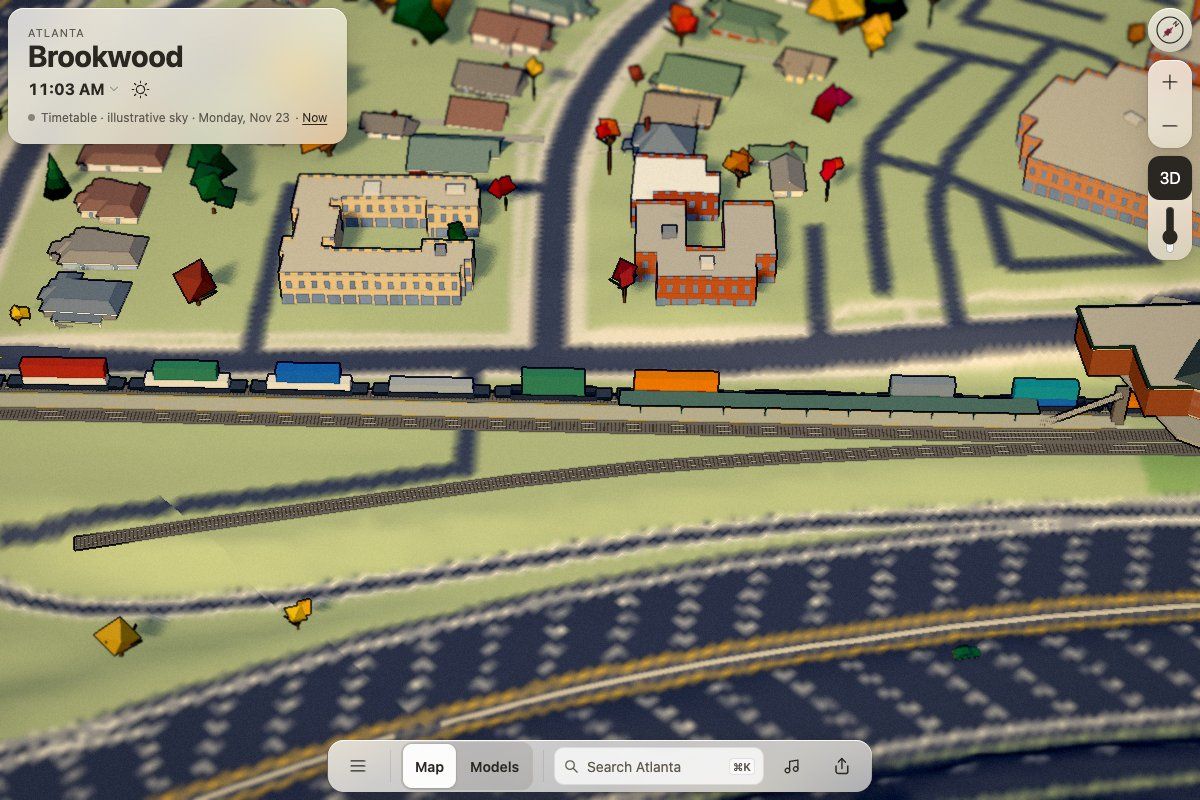 ATLANTA
Brookwood
11:03 AM
Timetable · illustrative sky · Monday, Nov 23 · Now
3D
Map
Models
Search Atlanta
⌘K